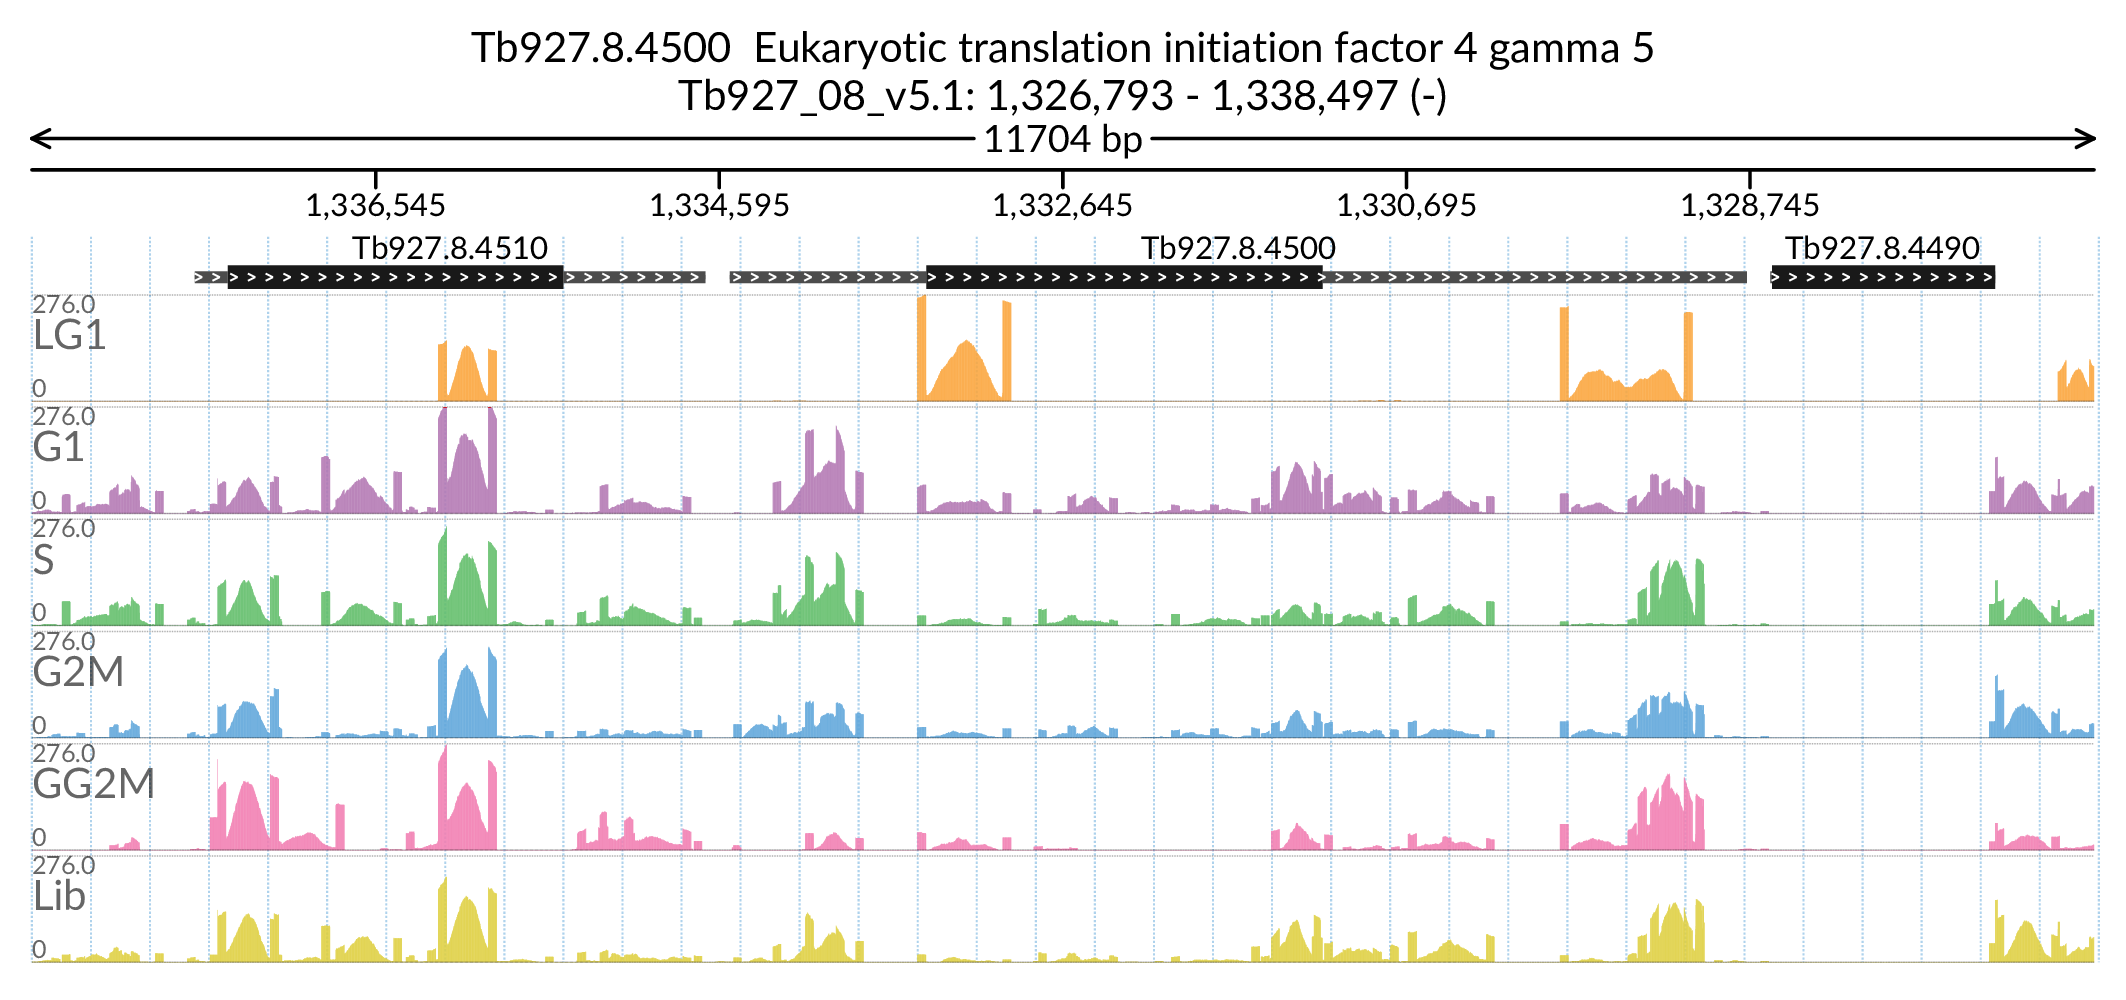 Tb927.8.4500  Eukaryotic translation initiation factor 4 gamma 5
Tb927_08_v5.1: 1,326,793 - 1,338,497 (-)
11704 bp
1,336,545 1,334,595 1,332,645 1,330,695 1,328,745
Tb927.8.4510 Tb927.8.4500 Tb927.8.4490
276.0
LG1
0
276.0
G1
0
276.0
S
0
276.0
G2M
0
276.0
GG2M
0
276.0
Lib
0